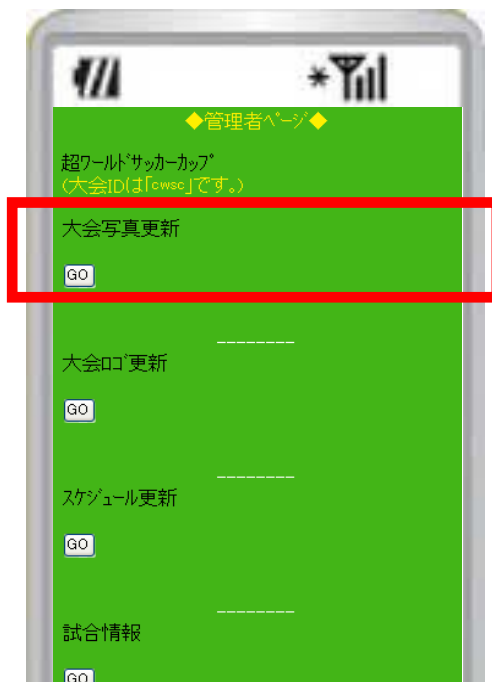 ◆管理者ﾍﾟｰｼﾞ◆
超ﾜｰﾙﾄﾞｻｯｶｰｶｯﾌﾟ
(大会IDは｢cwsc｣です。)
大会写真更新
GO
--------
大会ﾛｺﾞ更新
GO
--------
ｽｹｼﾞｭｰﾙ更新
GO
--------
試合情報
GO